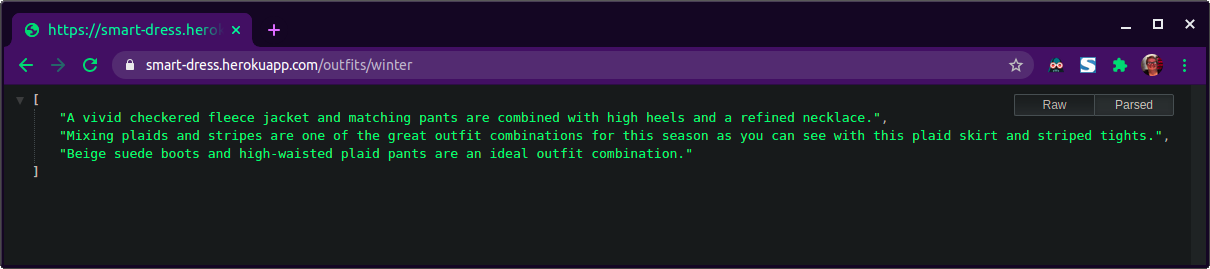 https://smart-dress.herok
smart-dress.herokuapp.com/outfits/winter
Raw Parsed
[
"A vivid checkered fleece jacket and matching pants are combined with high heels and a refined necklace.",
"Mixing plaids and stripes are one of the great outfit combinations for this season as you can see with this plaid skirt and striped tights.",
"Beige suede boots and high-waisted plaid pants are an ideal outfit combination."
]